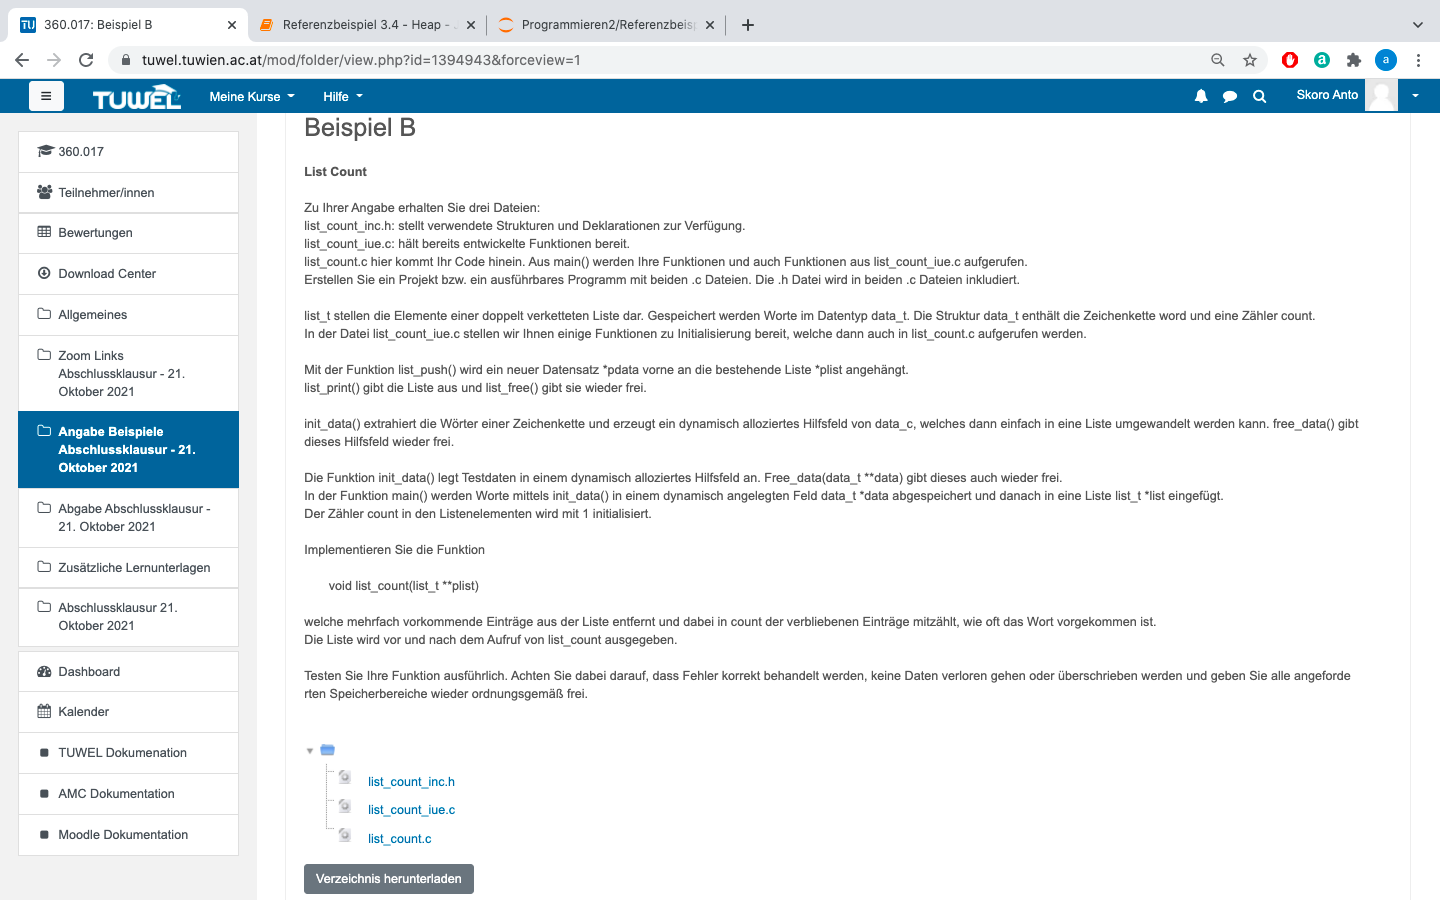 360.017: Beispiel B
Referenzbeispiel 3.4 - Heap -
Programmieren2/Referenzbeis
tuwel.tuwien.ac.at/mod/folder/view.php?id=1394943&forceview=1
TUWEL
Meine Kurse
Hilfe
Skoro Anto
360.017
Teilnehmer/innen
Bewertungen
Download Center
Allgemeines
Zoom Links
Abschlussklausur - 21.
Oktober 2021
Angabe Beispiele
Abschlussklausur - 21.
Oktober 2021
Abgabe Abschlussklausur -
21. Oktober 2021
Zusätzliche Lernunterlagen
Abschlussklausur 21.
Oktober 2021
Dashboard
Kalender
TUWEL Dokumenation
AMC Dokumentation
Moodle Dokumentation
Beispiel B
List Count
Zu Ihrer Angabe erhalten Sie drei Dateien:
list_count_inc.h: stellt verwendete Strukturen und Deklarationen zur Verfügung.
list_count_iue.c: hält bereits entwickelte Funktionen bereit.
list_count.c hier kommt Ihr Code hinein. Aus main() werden Ihre Funktionen und auch Funktionen aus list_count_iue.c aufgerufen.
Erstellen Sie ein Projekt bzw. ein ausführbares Programm mit beiden .c Dateien. Die .h Datei wird in beiden .c Dateien inkludiert.
list_t stellen die Elemente einer doppelt verketteten Liste dar. Gespeichert werden Worte im Datentyp data_t. Die Struktur data_t enthält die Zeichenkette word und eine Zähler count.
In der Datei list_count_iue.c stellen wir Ihnen einige Funktionen zu Initialisierung bereit, welche dann auch in list_count.c aufgerufen werden.
Mit der Funktion list_push() wird ein neuer Datensatz *pdata vorne an die bestehende Liste *plist angehängt.
list_print() gibt die Liste aus und list_free() gibt sie wieder frei.
init_data() extrahiert die Wörter einer Zeichenkette und erzeugt ein dynamisch alloziertes Hilfsfeld von data_c, welches dann einfach in eine Liste umgewandelt werden kann. free_data() gibt
dieses Hilfsfeld wieder frei.
Die Funktion init_data() legt Testdaten in einem dynamisch alloziertes Hilfsfeld an. Free_data(data_t **data) gibt dieses auch wieder frei.
In der Funktion main() werden Worte mittels init_data() in einem dynamisch angelegten Feld data_t *data abgespeichert und danach in eine Liste list_t *list eingefügt.
Der Zähler count in den Listenelementen wird mit 1 initialisiert.
Implementieren Sie die Funktion
void list_count(list_t **plist)
welche mehrfach vorkommende Einträge aus der Liste entfernt und dabei in count der verbliebenen Einträge mitzählt, wie oft das Wort vorgekommen ist.
Die Liste wird vor und nach dem Aufruf von list_count ausgegeben.
Testen Sie Ihre Funktion ausführlich. Achten Sie dabei darauf, dass Fehler korrekt behandelt werden, keine Daten verloren gehen oder überschrieben werden und geben Sie alle angeforde
rten Speicherbereiche wieder ordnungsgemäß frei.
list_count_inc.h
list_count_iue.c
list_count.c
Verzeichnis herunterladen